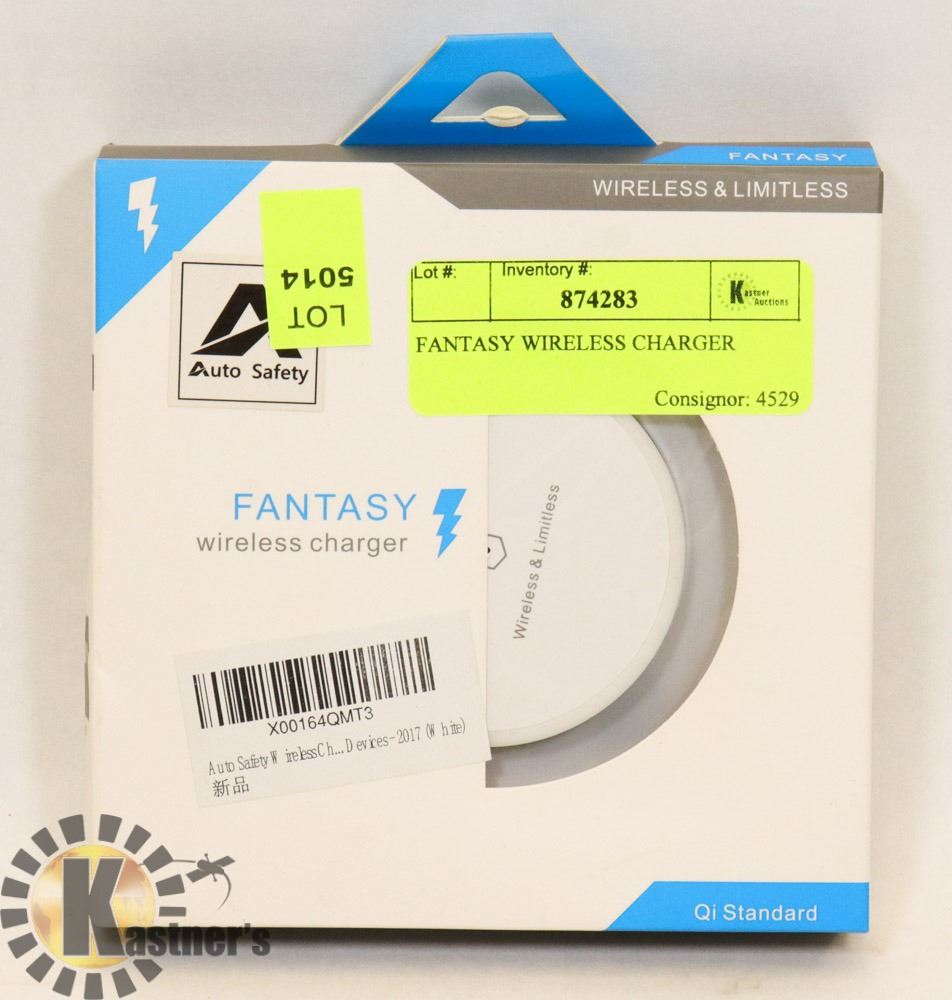 FANTASY
WIRELESS & LIMITLESS
LOT
5014
Auto Safety
Lot #:
Inventory #:
874283
Kastner
Auctions
FANTASY WIRELESS CHARGER
Consignor: 4529
FANTASY
wireless charger
Wireless & Limitless
X00164QMT3
Auto Safety Wireless Ch... Devices-2017 (White)
新品
Qi Standard
Kastner's